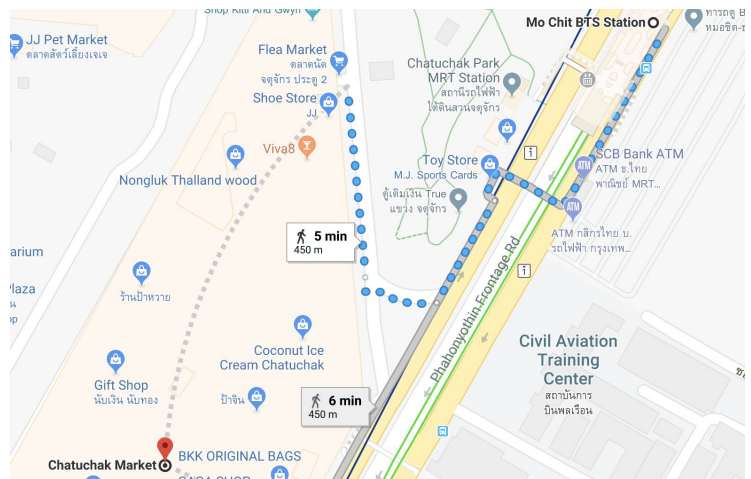 Shop Kitti And Gwyn
Mo Chit BTS Station
JJ Pet Market
ตลาดสัตว์เลี้ยงเจเจ
Flea Market
ตลาดนัด
จตุจักร ประตู 2
Shoe Store
JJ
Chatuchak Park
MRT Station
สถานีรถไฟฟ้า
ใต้ดินสวนจตุจักร
Viva8
Nongluk Thalland wood
Toy Store
M.J. Sports Cards
SCB Bank ATM
ATM ธ.ไทย
พาณิชย์ MRT...
ATM
ATM
ตู้เติมเงิน True
แขวง จตุจักร
ATM กสิกรไทย บ.
รถไฟฟ้า กรุงเทพ...
5 min
450 m
arium
Plaza
ร้านป้าหวาย
1
1
Phahonyothin Frontage Rd
Coconut Ice
Cream Chatuchak
Civil Aviation
Training
Center
สถาบันการ
บินพลเรือน
Gift Shop
นับเงิน นับทอง
ป้าจิน
6 min
450 m
Chatuchak Market
BKK ORIGINAL BAGS